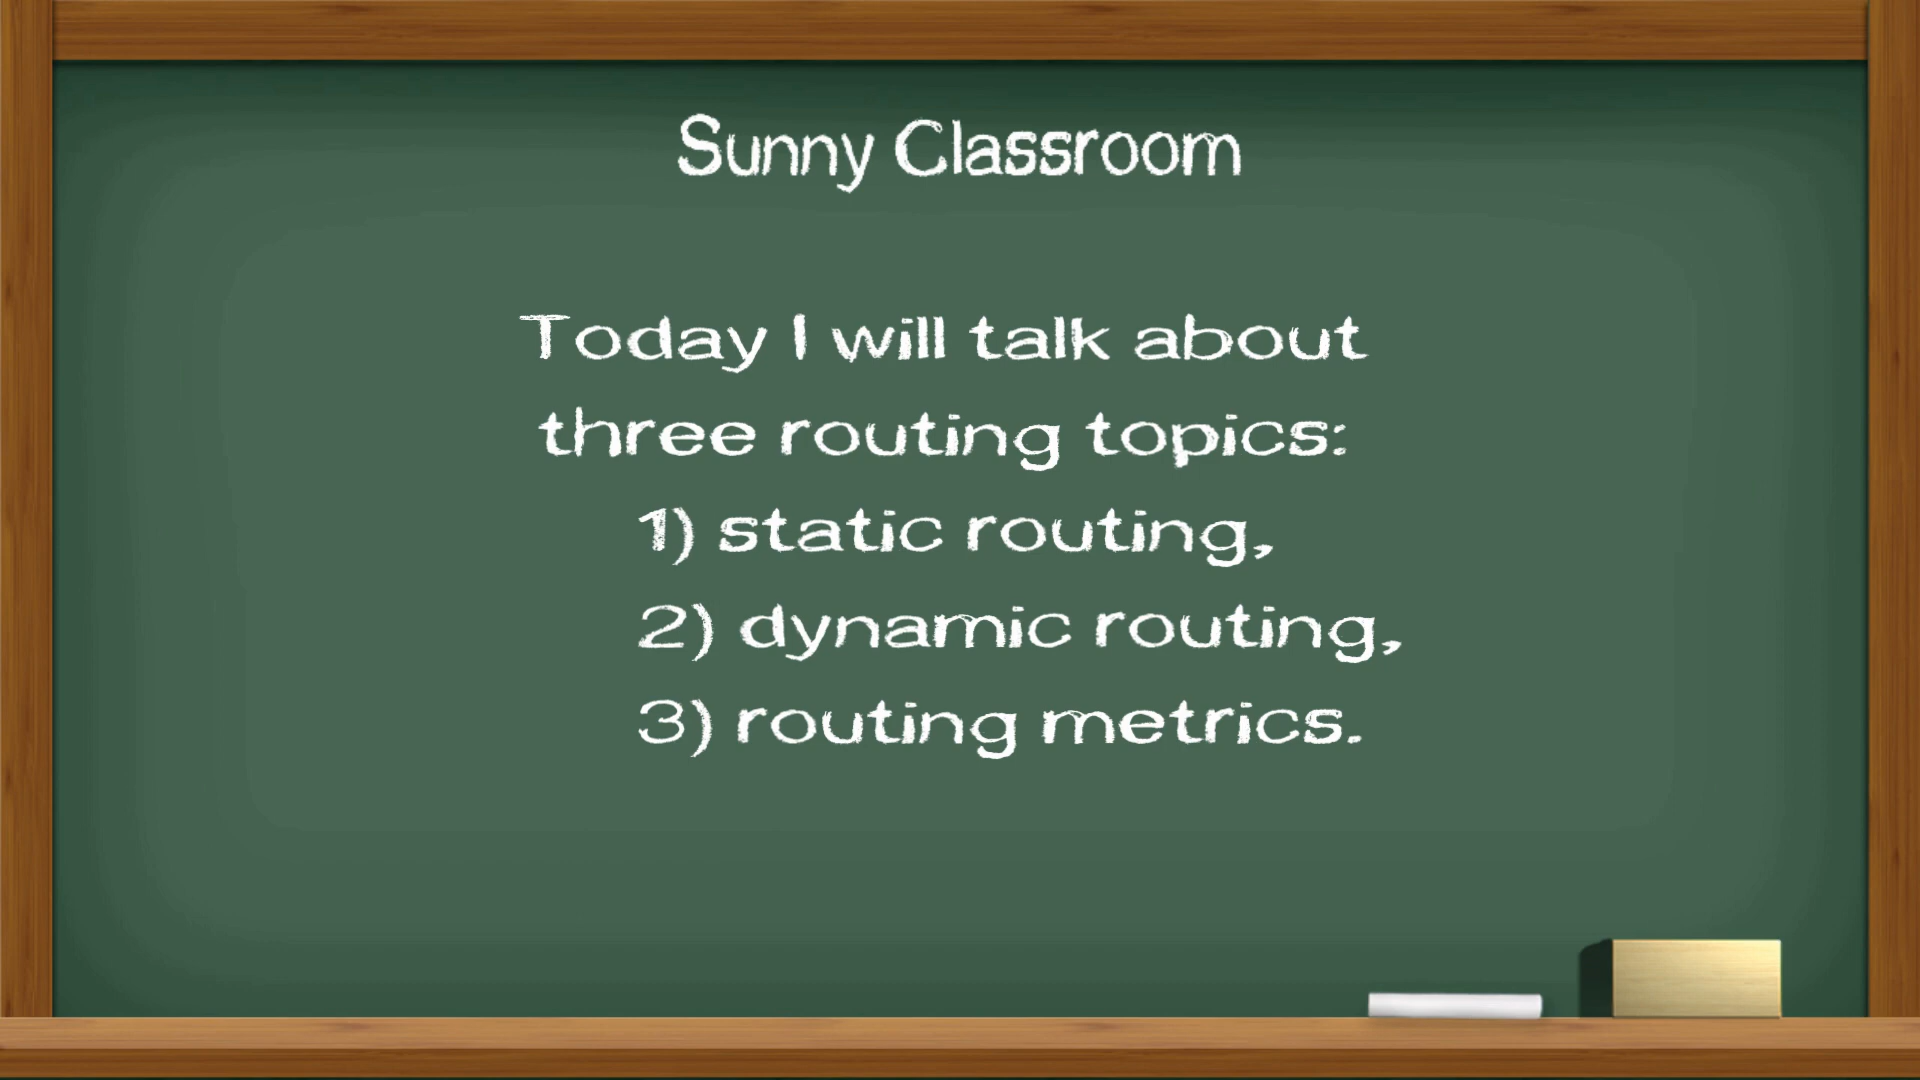 Sunny Classroom
Today I will talk about
three routing topics:
1) static routing,
2) dynamic routing,
3) routing metrics.